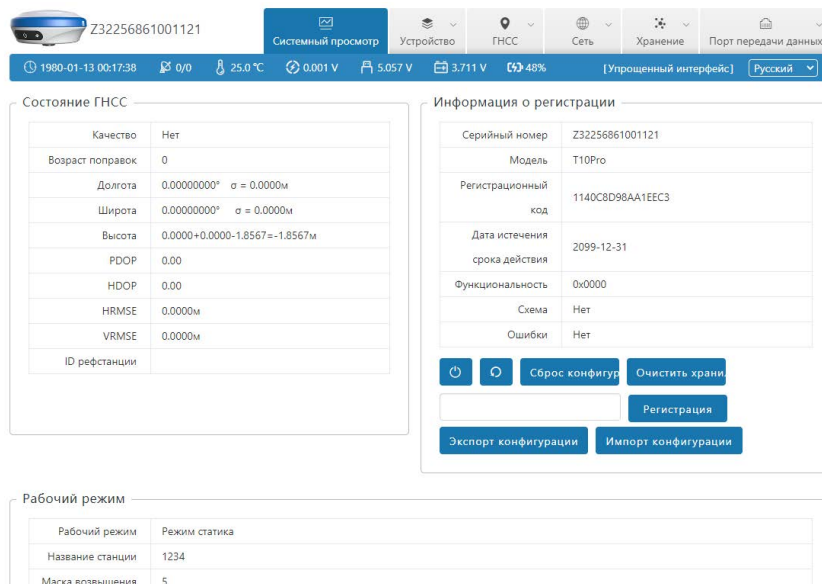 Z32256861001121
Системный просмотр
Устройство
ГНСС
Сеть
Хранение
Порт передачи данных
1980-01-13 00:17:38
0/0
25.0 ℃
0.001 V
5.057 V
3.711 V
48%
[Упрощенный интерфейс]
Русский
Состояние ГНСС
Качество Нет
Возраст поправок 0
Долгота 0.00000000° σ = 0.0000м
Широта 0.00000000° σ = 0.0000м
Высота 0.0000+0.0000-1.8567=-1.8567м
PDOP 0.00
HDOP 0.00
HRMSE 0.0000м
VRMSE 0.0000м
ID рефстанции
Информация о регистрации
Серийный номер Z32256861001121
Модель T10Pro
Регистрационный
код 1140C8D98AA1EEC3
Дата истечения
срока действия 2099-12-31
Функциональность 0x0000
Схема Нет
Ошибки Нет
Сброс конфигур
Очистить храни
Регистрация
Экспорт конфигурации
Импорт конфигурации
Рабочий режим
Рабочий режим Режим статика
Название станции 1234
Маска возвышения 5